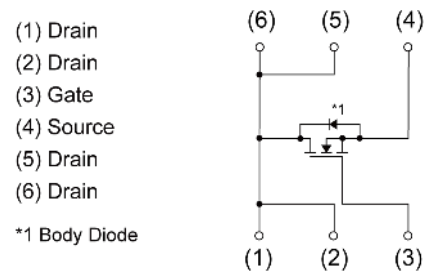 (1) Drain
(2) Drain
(3) Gate
(4) Source
(5) Drain
(6) Drain
*1 Body Diode
(6) (5) (4)
*1
(1) (2) (3)